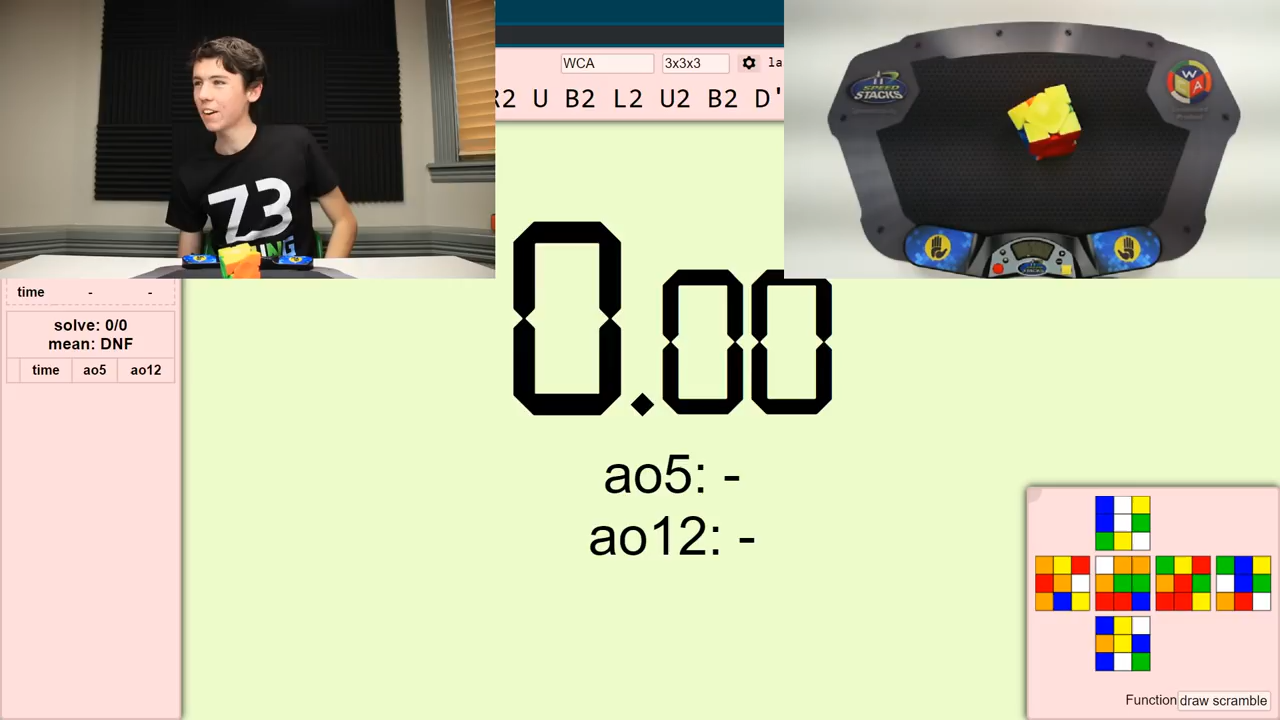 WCA 3x3x3 la
R2 U B2 L2 U2 B2 D'
SPEED
STACKS
W
A
Z3
time - -
solve: 0/0
mean: DNF
time ao5 ao12
0.00
ao5: -
ao12: -
Function draw scramble